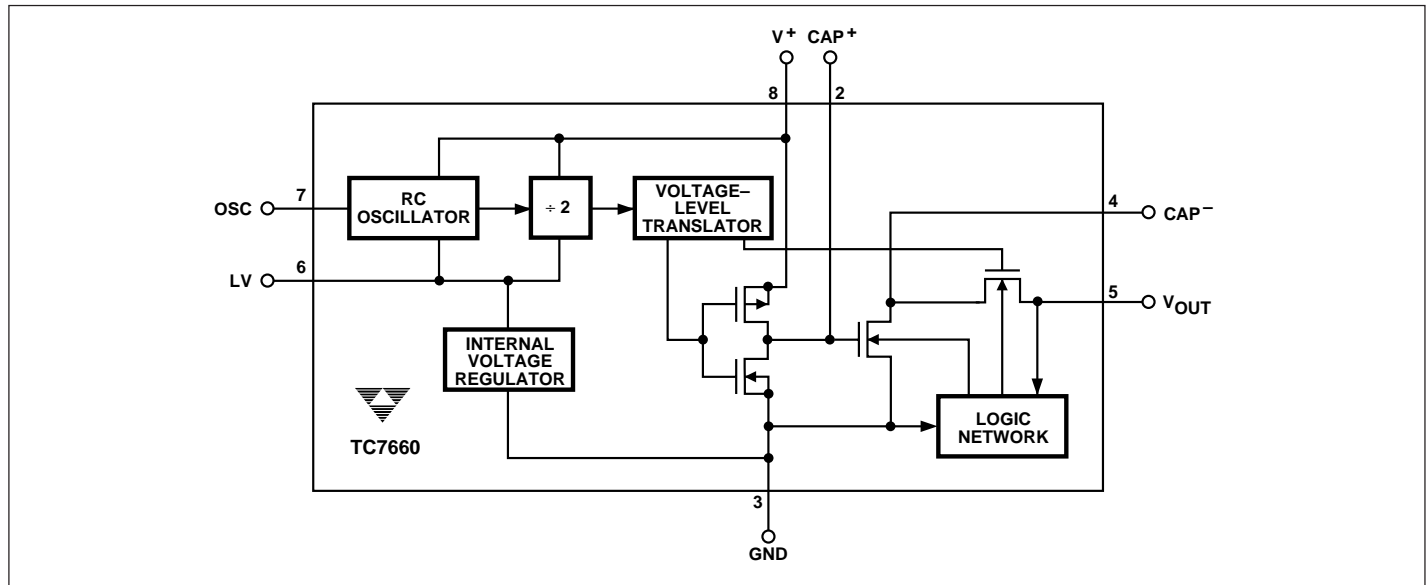 V+ CAP+
8 2
RC
OSCILLATOR
÷ 2
VOLTAGE–
LEVEL
TRANSLATOR
7
OSC
4
CAP–
6
LV
5
VOUT
INTERNAL
VOLTAGE
REGULATOR
LOGIC
NETWORK
TC7660
3
GND